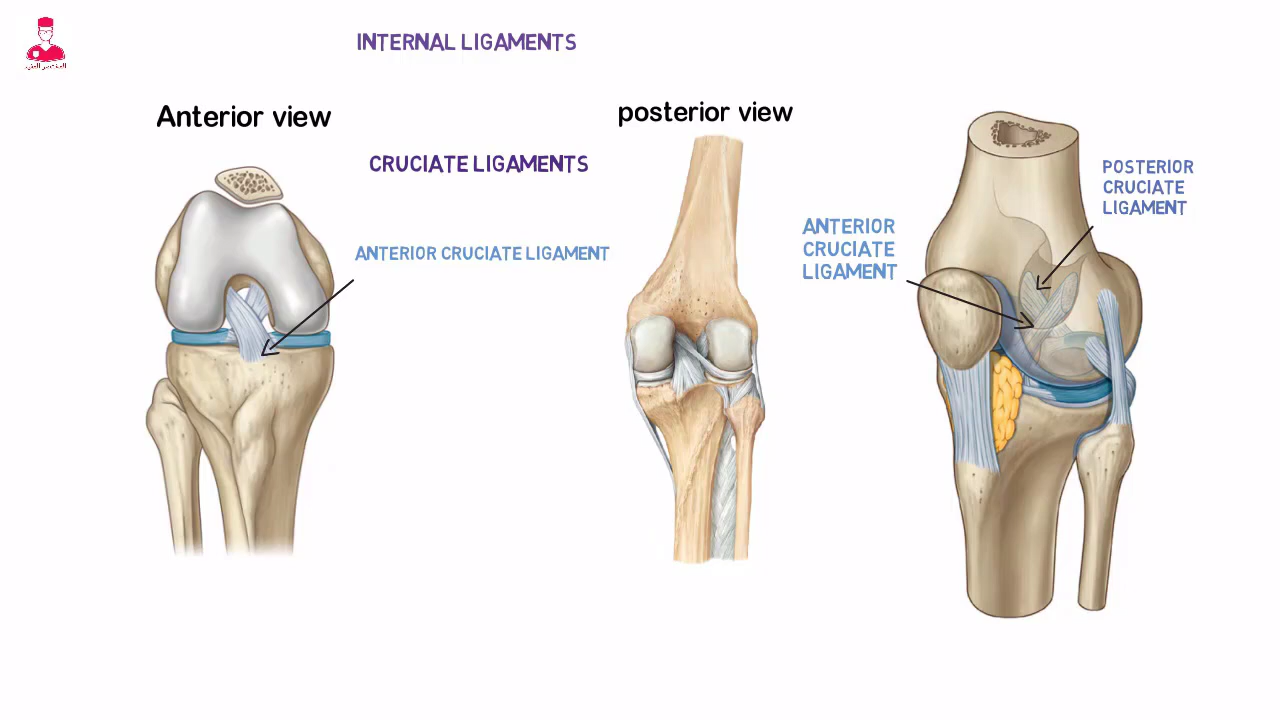 INTERNAL LIGAMENTS
Anterior view
posterior view
CRUCIATE LIGAMENTS
ANTERIOR CRUCIATE LIGAMENT
ANTERIOR
CRUCIATE
LIGAMENT
POSTERIOR
CRUCIATE
LIGAMENT